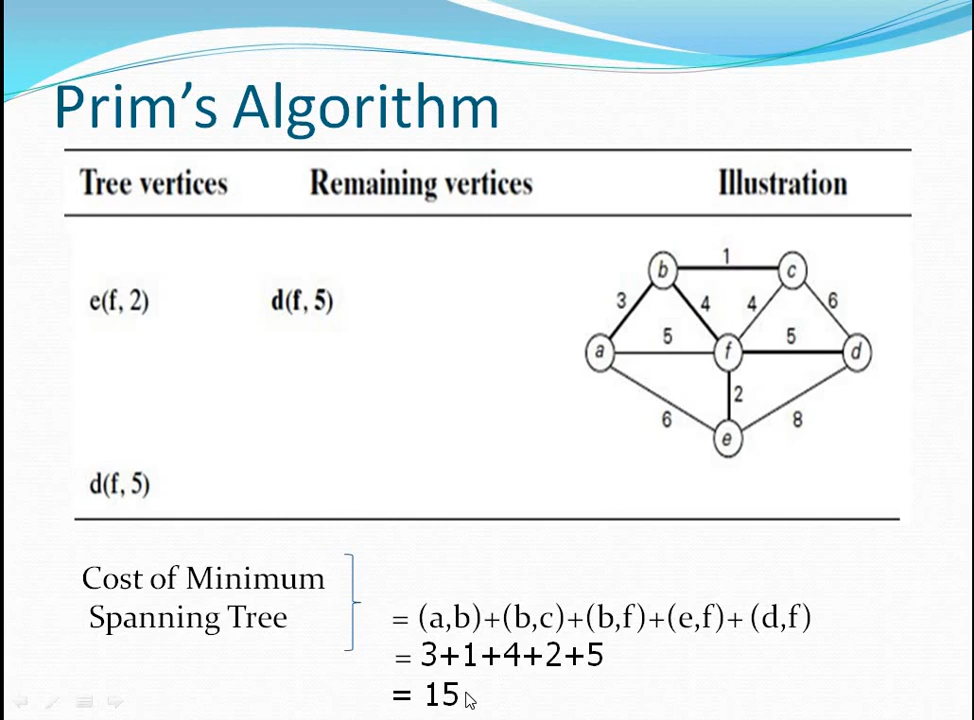 Prim's Algorithm
Tree vertices Remaining vertices Illustration
e(f, 2) d(f, 5)
b 1 c
3 4 4 6
5 5
a f d
2
6 8
e
d(f, 5)
Cost of Minimum
Spanning Tree
= (a,b)+(b,c)+(b,f)+(e,f)+ (d,f)
= 3+1+4+2+5
= 15